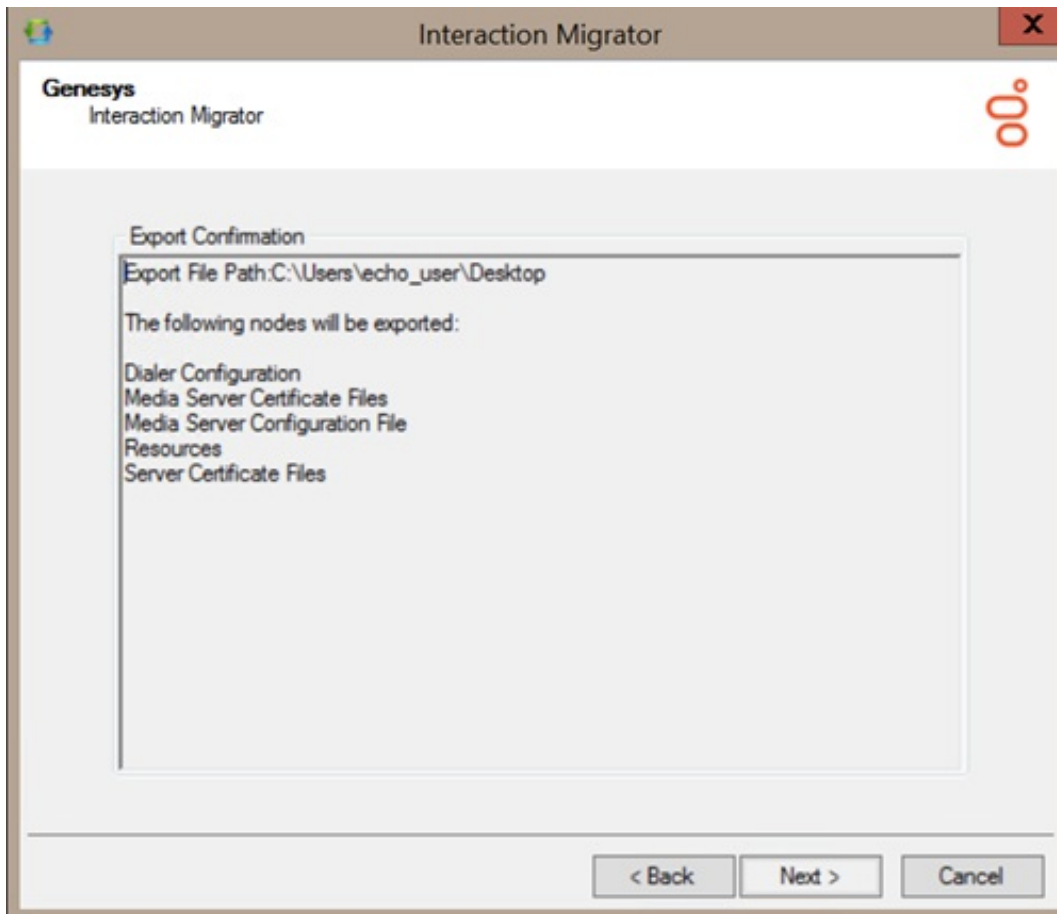 Interaction Migrator
X
Genesys
Interaction Migrator
Export Confirmation
Export File Path:C:\Users\echo_user\Desktop
The following nodes will be exported:
Dialer Configuration
Media Server Certificate Files
Media Server Configuration File
Resources
Server Certificate Files
< Back
Next >
Cancel